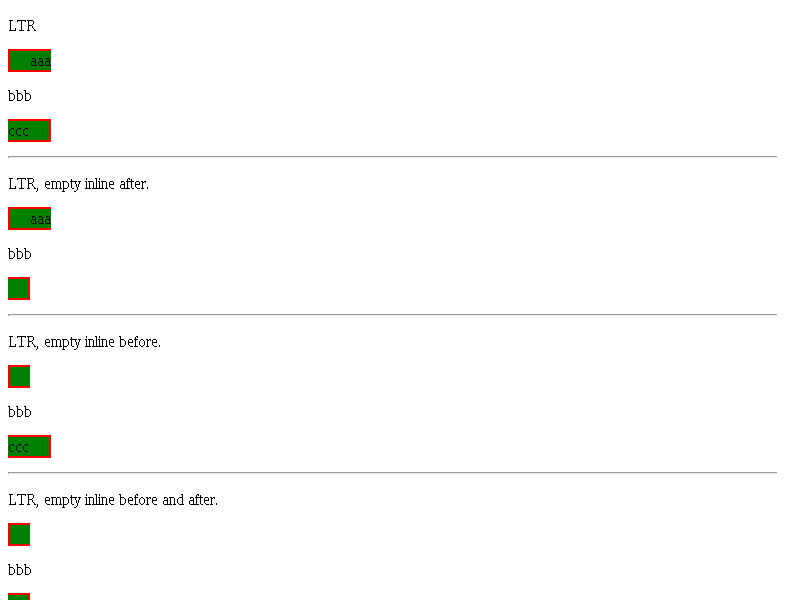 LTR
aaa
bbb
ccc
LTR, empty inline after.
aaa
bbb
LTR, empty inline before.
bbb
ccc
LTR, empty inline before and after.
bbb